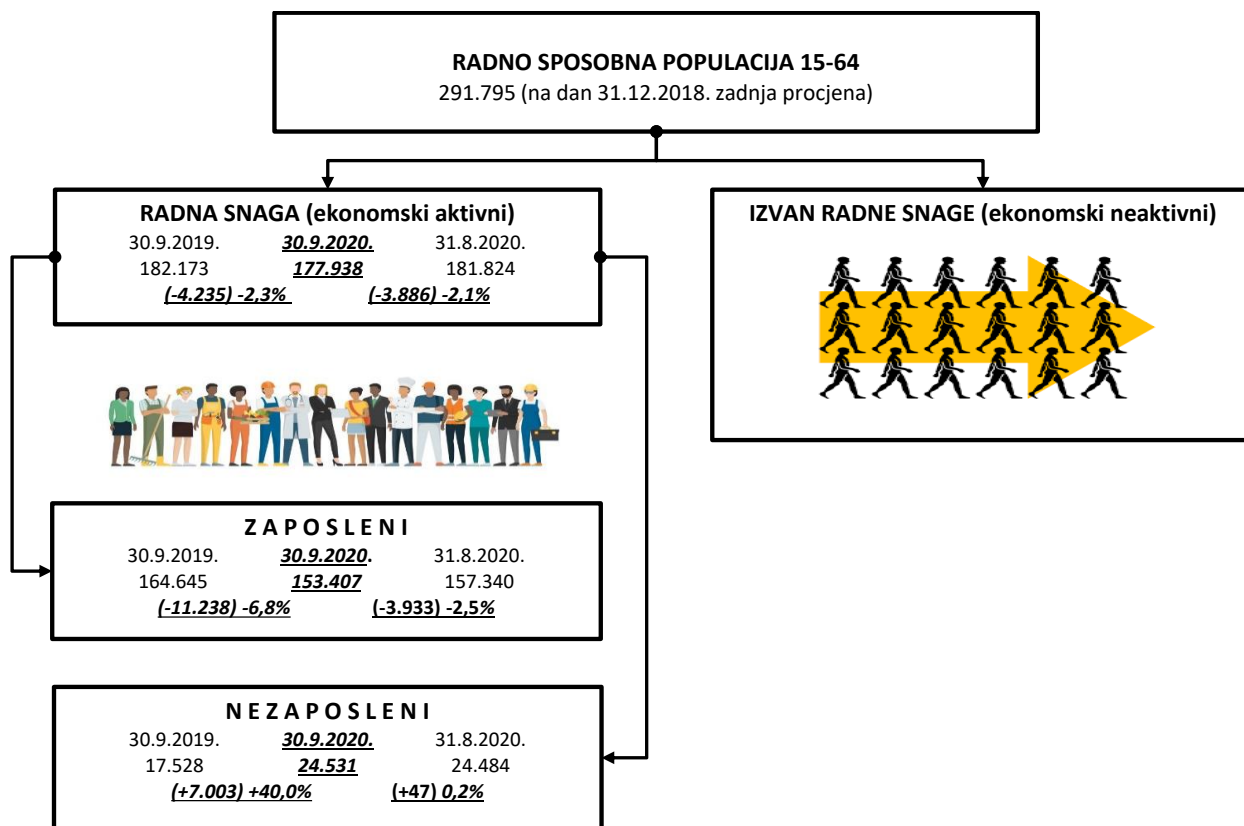 RADNO SPOSOBNA POPULACIJA 15-64
291.795 (na dan 31.12.2018. zadnja procjena)
RADNA SNAGA (ekonomski aktivni)
30.9.2019. 30.9.2020. 31.8.2020.
182.173 177.938 181.824
(-4.235) -2,3% (-3.886) -2,1%
IZVAN RADNE SNAGE (ekonomski neaktivni)
Z A P O S L E N I
30.9.2019. 30.9.2020. 31.8.2020.
164.645 153.407 157.340
(-11.238) -6,8% (-3.933) -2,5%
N E Z A P O S L E N I
30.9.2019. 30.9.2020. 31.8.2020.
17.528 24.531 24.484
(+7.003) +40,0% (+47) 0,2%